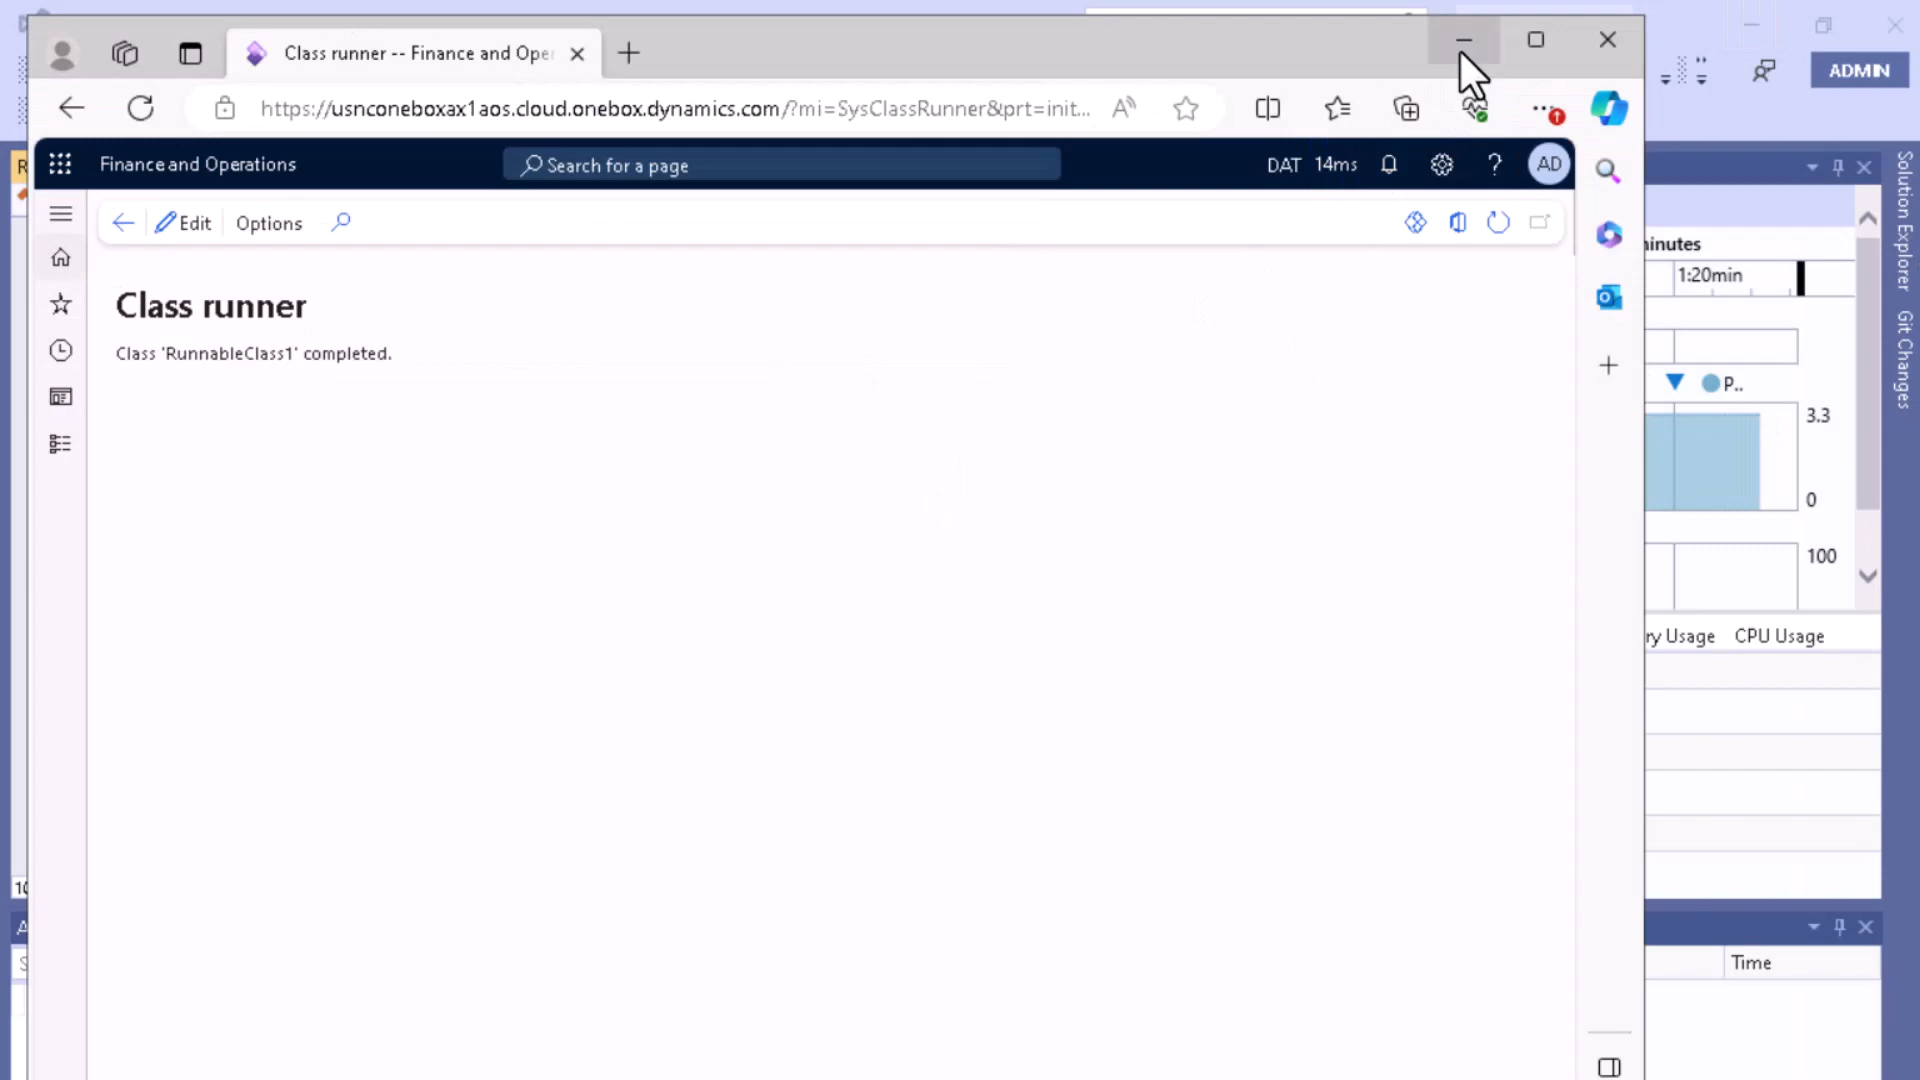 Class runner -- Finance and Oper
ADMIN
https://usnconeboxax1aos.cloud.onebox.dynamics.com/?mi=SysClassRunner&prt=init...
Finance and Operations
Search for a page
DAT
14ms
AD
Edit
Options
Class runner
Class 'RunnableClass1' completed.
Solution Explorer
Git Changes
inutes
1:20min
P..
3.3
0
100
ry Usage
CPU Usage
10
Time